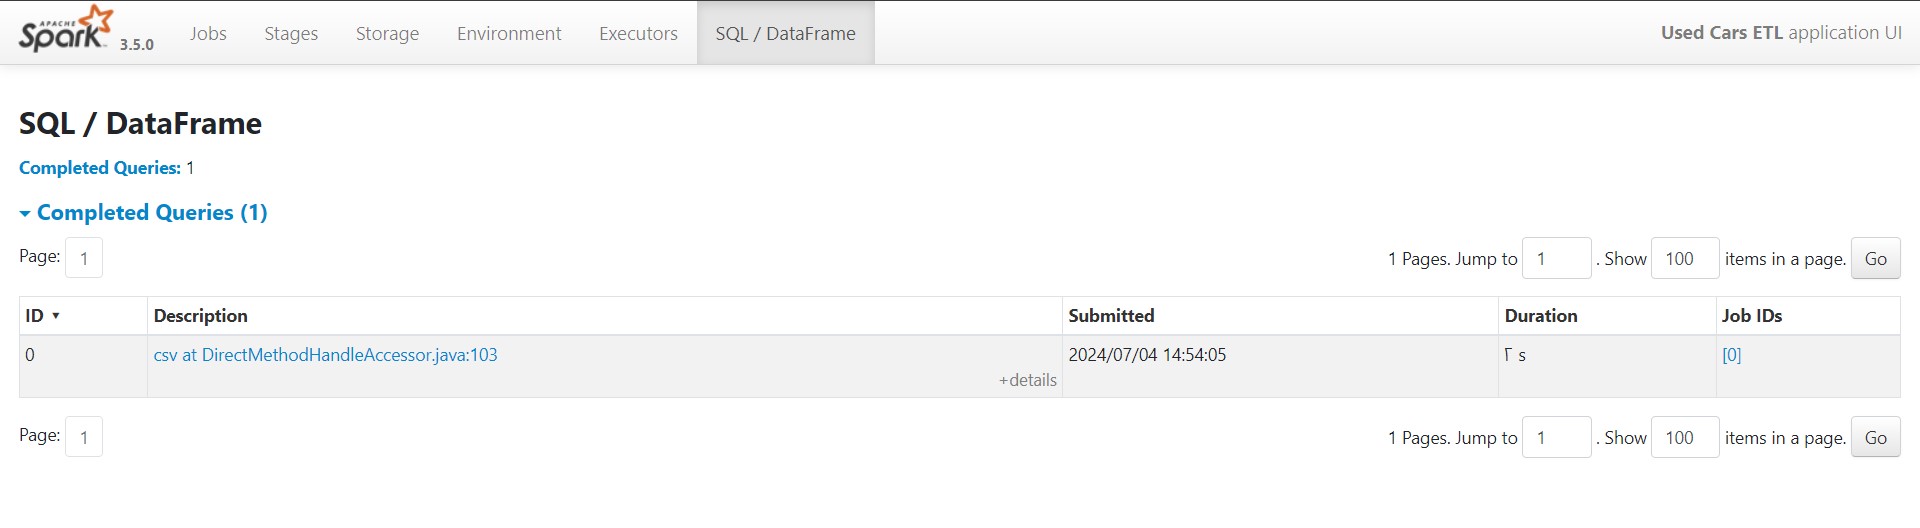 APACHE Spark 3.5.0 Jobs Stages Storage Environment Executors SQL / DataFrame Used Cars ETL application UI
SQL / DataFrame
Completed Queries: 1
Completed Queries (1)
Page: 1 1 Pages. Jump to 1 . Show 100 items in a page. Go
ID Description Submitted Duration Job IDs
0 csv at DirectMethodHandleAccessor.java:103 2024/07/04 14:54:05 ٢ s [0]
+details
Page: 1 1 Pages. Jump to 1 . Show 100 items in a page. Go